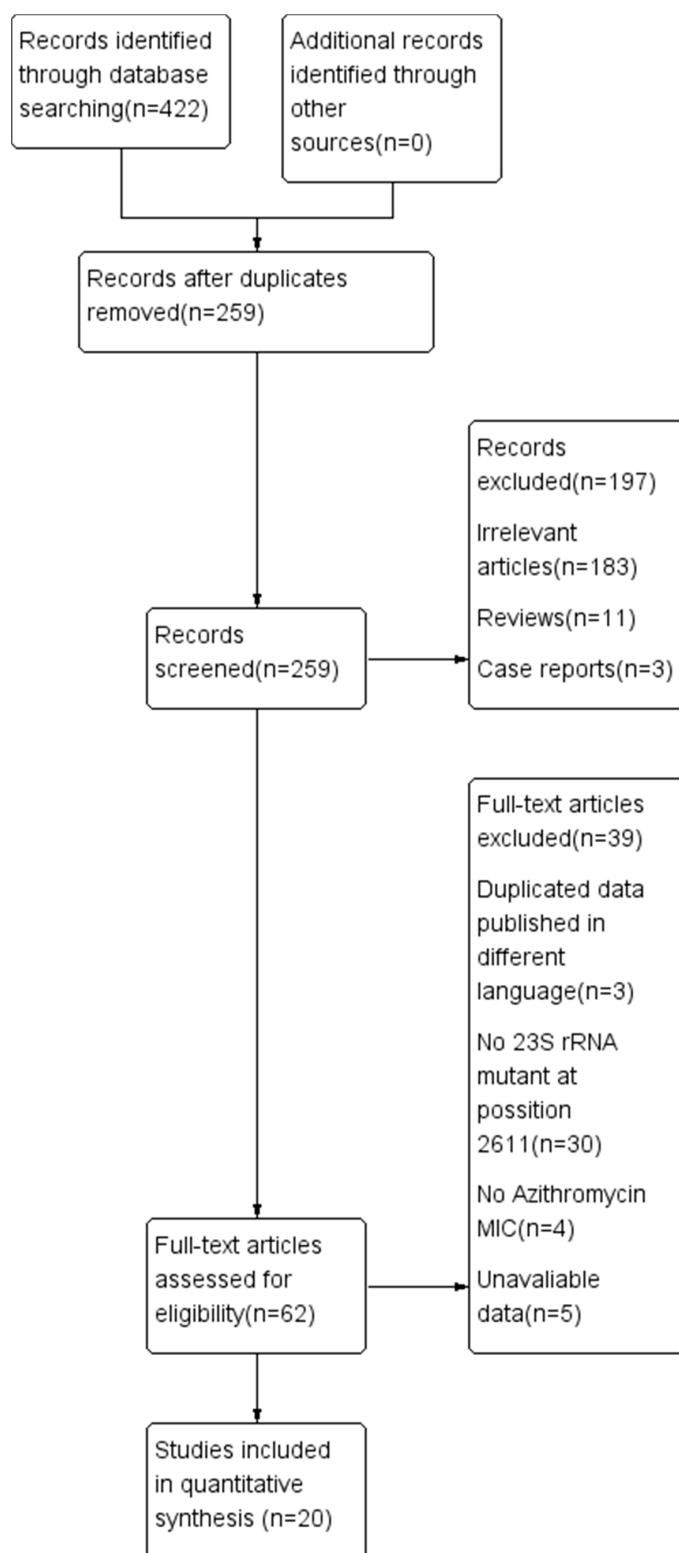 Records identified
through database
searching(n=422)
Additional records
identified through
other
sources(n=0)
Records after duplicates
removed(n=259)
Records
excluded(n=197)
Irrelevant
articles(n=183)
Reviews(n=11)
Case reports(n=3)
Records
screened(n=259)
Full-text articles
excluded(n=39)
Duplicated data
published in
different
language(n=3)
No 23S rRNA
mutant at
possition
2611(n=30)
No Azithromycin
MIC(n=4)
Unavaliable
data(n=5)
Full-text articles
assessed for
eligibility(n=62)
Studies included
in quantitative
synthesis (n=20)